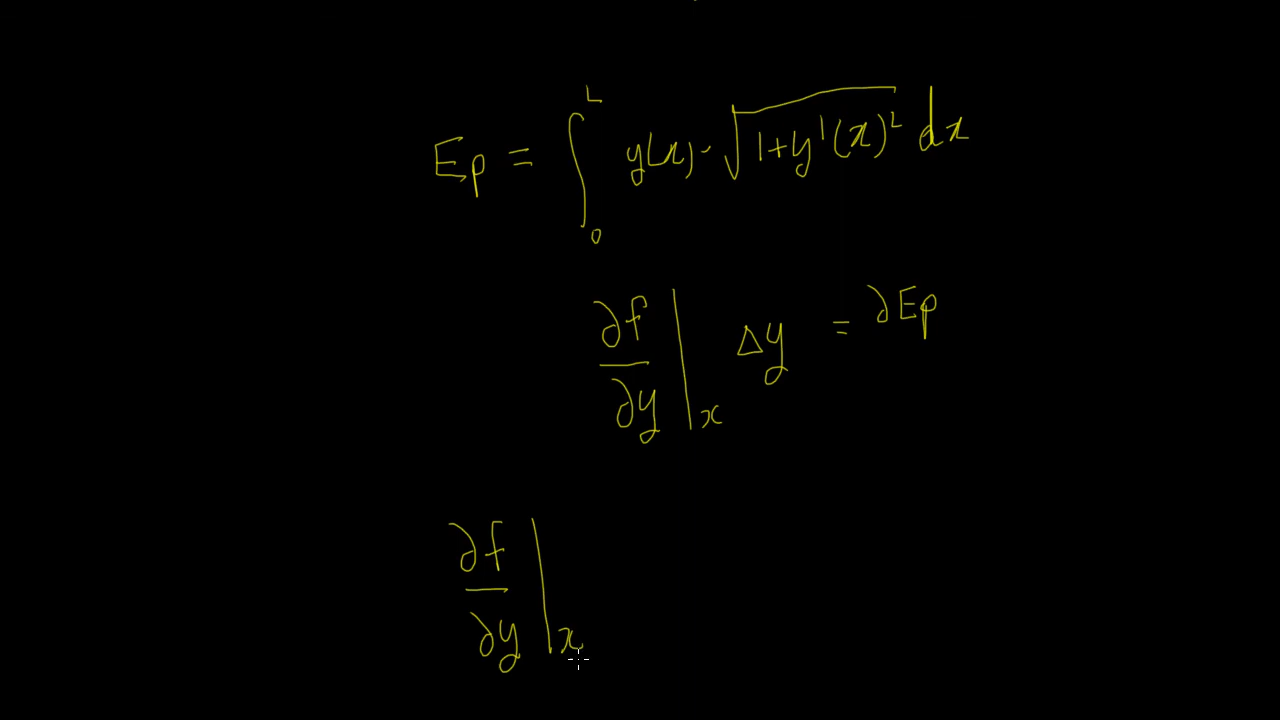 Ep = ∫₀ᴸ y(x) · √(1+y'(x)²) dx
∂f/∂y |ₓ Δy = ∂Ep
∂f/∂y |ₓ